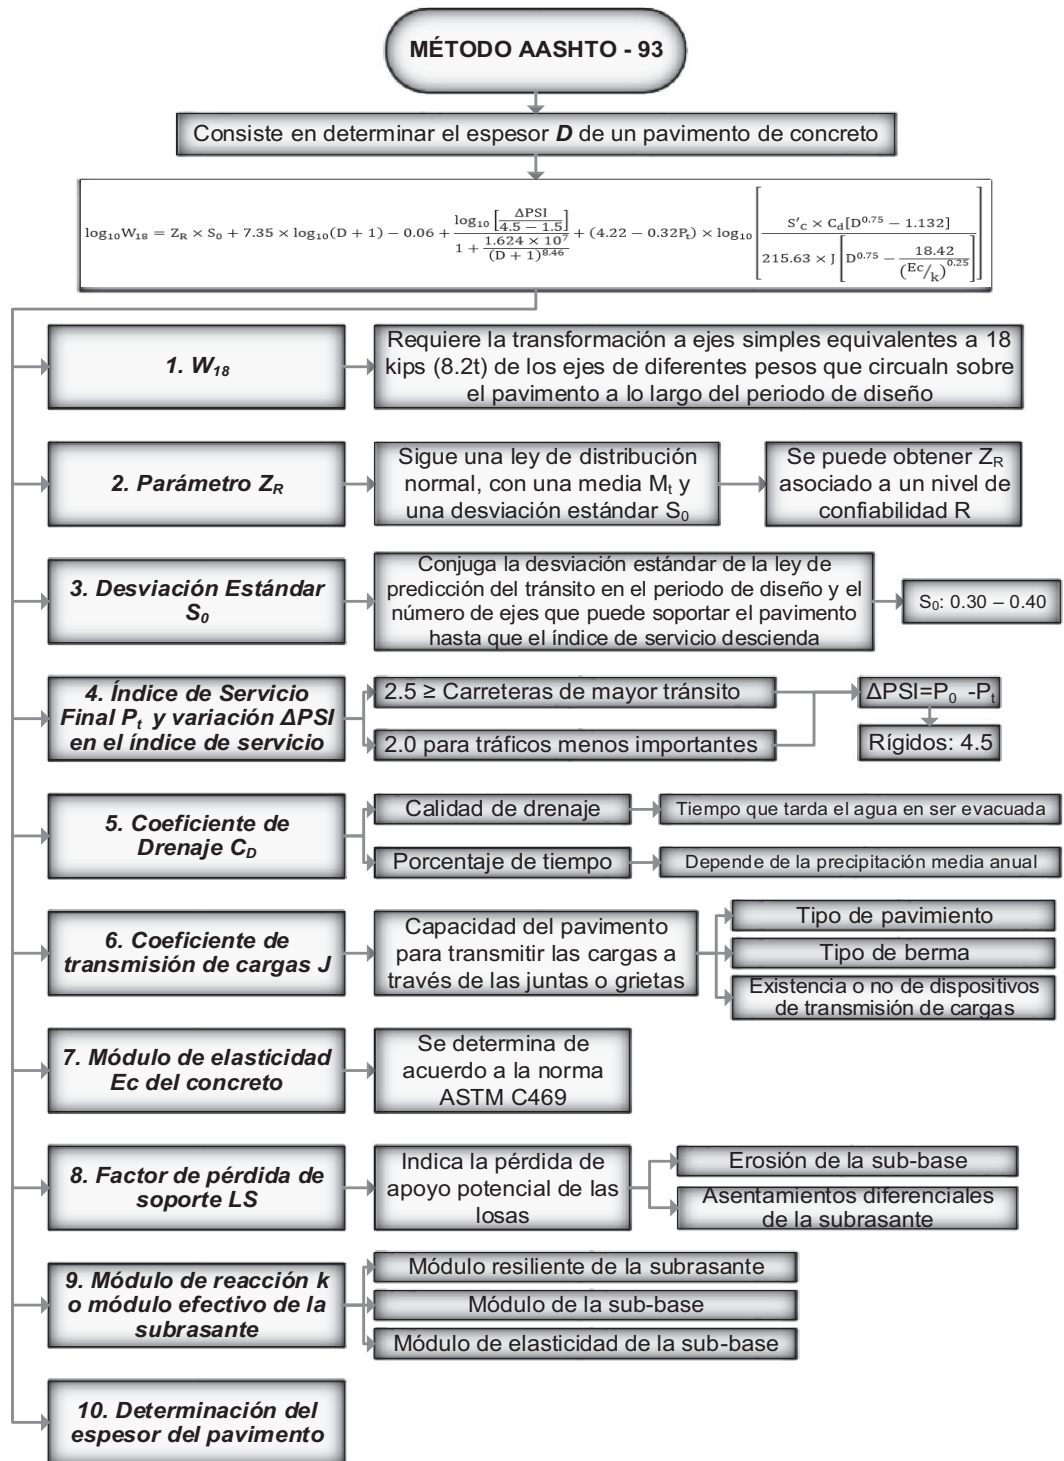 MÉTODO AASHTO - 93
Consiste en determinar el espesor D de un pavimento de concreto
log₁₀W₁₈ = Z_R × S₀ + 7.35 × log₁₀(D + 1) − 0.06 + log₁₀[ΔPSI / (4.5 − 1.5)] / (1 + (1.624 × 10⁷) / (D + 1)^8.46) + (4.22 − 0.32P_t) × log₁₀[S′_C × C_d[D^0.75 − 1.132] / (215.63 × J[D^0.75 − 18.42 / (Ec/k)^0.25])]
1. W₁₈
Requiere la transformación a ejes simples equivalentes a 18
kips (8.2t) de los ejes de diferentes pesos que circualn sobre
el pavimento a lo largo del periodo de diseño
2. Parámetro Z_R
Sigue una ley de distribución
normal, con una media M_t y
una desviación estándar S₀
Se puede obtener Z_R
asociado a un nivel de
confiabilidad R
3. Desviación Estándar
S₀
Conjuga la desviación estándar de la ley de
predicción del tránsito en el periodo de diseño y el
número de ejes que puede soportar el pavimento
hasta que el índice de servicio descienda
S₀: 0.30 – 0.40
4. Índice de Servicio
Final P_t y variación ΔPSI
en el índice de servicio
2.5 ≥ Carreteras de mayor tránsito
2.0 para tráficos menos importantes
ΔPSI=P₀ -P_t
Rígidos: 4.5
5. Coeficiente de
Drenaje C_D
Calidad de drenaje
Tiempo que tarda el agua en ser evacuada
Porcentaje de tiempo
Depende de la precipitación media anual
6. Coeficiente de
transmisión de cargas J
Capacidad del pavimento
para transmitir las cargas a
través de las juntas o grietas
Tipo de pavimiento
Tipo de berma
Existencia o no de dispositivos
de transmisión de cargas
7. Módulo de elasticidad
Ec del concreto
Se determina de
acuerdo a la norma
ASTM C469
8. Factor de pérdida de
soporte LS
Indica la pérdida de
apoyo potencial de las
losas
Erosión de la sub-base
Asentamientos diferenciales
de la subrasante
9. Módulo de reacción k
o módulo efectivo de la
subrasante
Módulo resiliente de la subrasante
Módulo de la sub-base
Módulo de elasticidad de la sub-base
10. Determinación del
espesor del pavimento